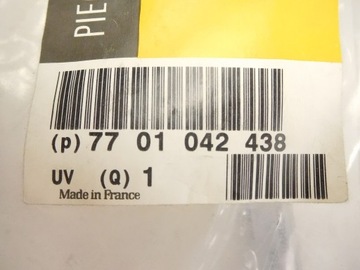 PIE
(p) 77 01 042 438
UV (Q) 1
Made in France